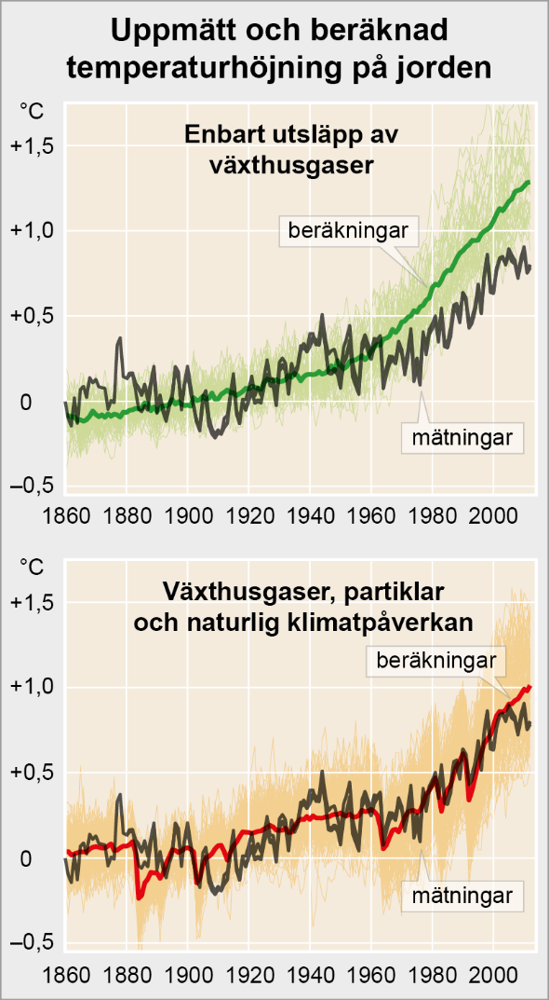 Uppmätt och beräknad
temperaturhöjning på jorden
°C
Enbart utsläpp av
växthusgaser
+1,5
+1,0
beräkningar
+0,5
0
mätningar
–0,5
1860 1880 1900 1920 1940 1960 1980 2000
°C
Växthusgaser, partiklar
och naturlig klimatpåverkan
+1,5
beräkningar
+1,0
+0,5
0
mätningar
–0,5
1860 1880 1900 1920 1940 1960 1980 2000